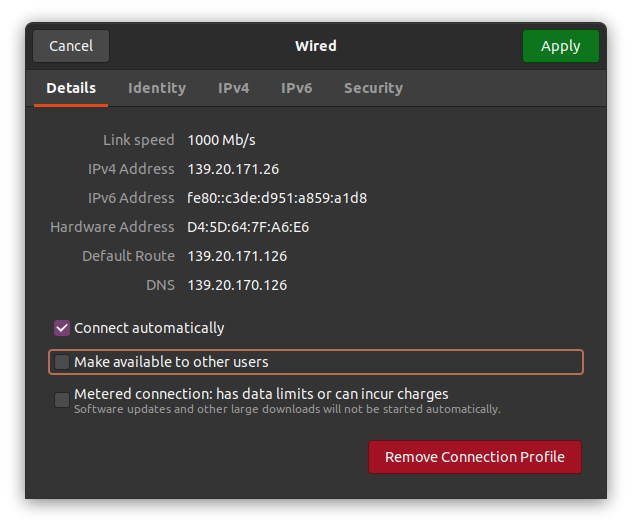 Cancel Wired Apply
Details Identity IPv4 IPv6 Security
Link speed 1000 Mb/s
IPv4 Address 139.20.171.26
IPv6 Address fe80::c3de:d951:a859:a1d8
Hardware Address D4:5D:64:7F:A6:E6
Default Route 139.20.171.126
DNS 139.20.170.126
Connect automatically
Make available to other users
Metered connection: has data limits or can incur charges
Software updates and other large downloads will not be started automatically.
Remove Connection Profile